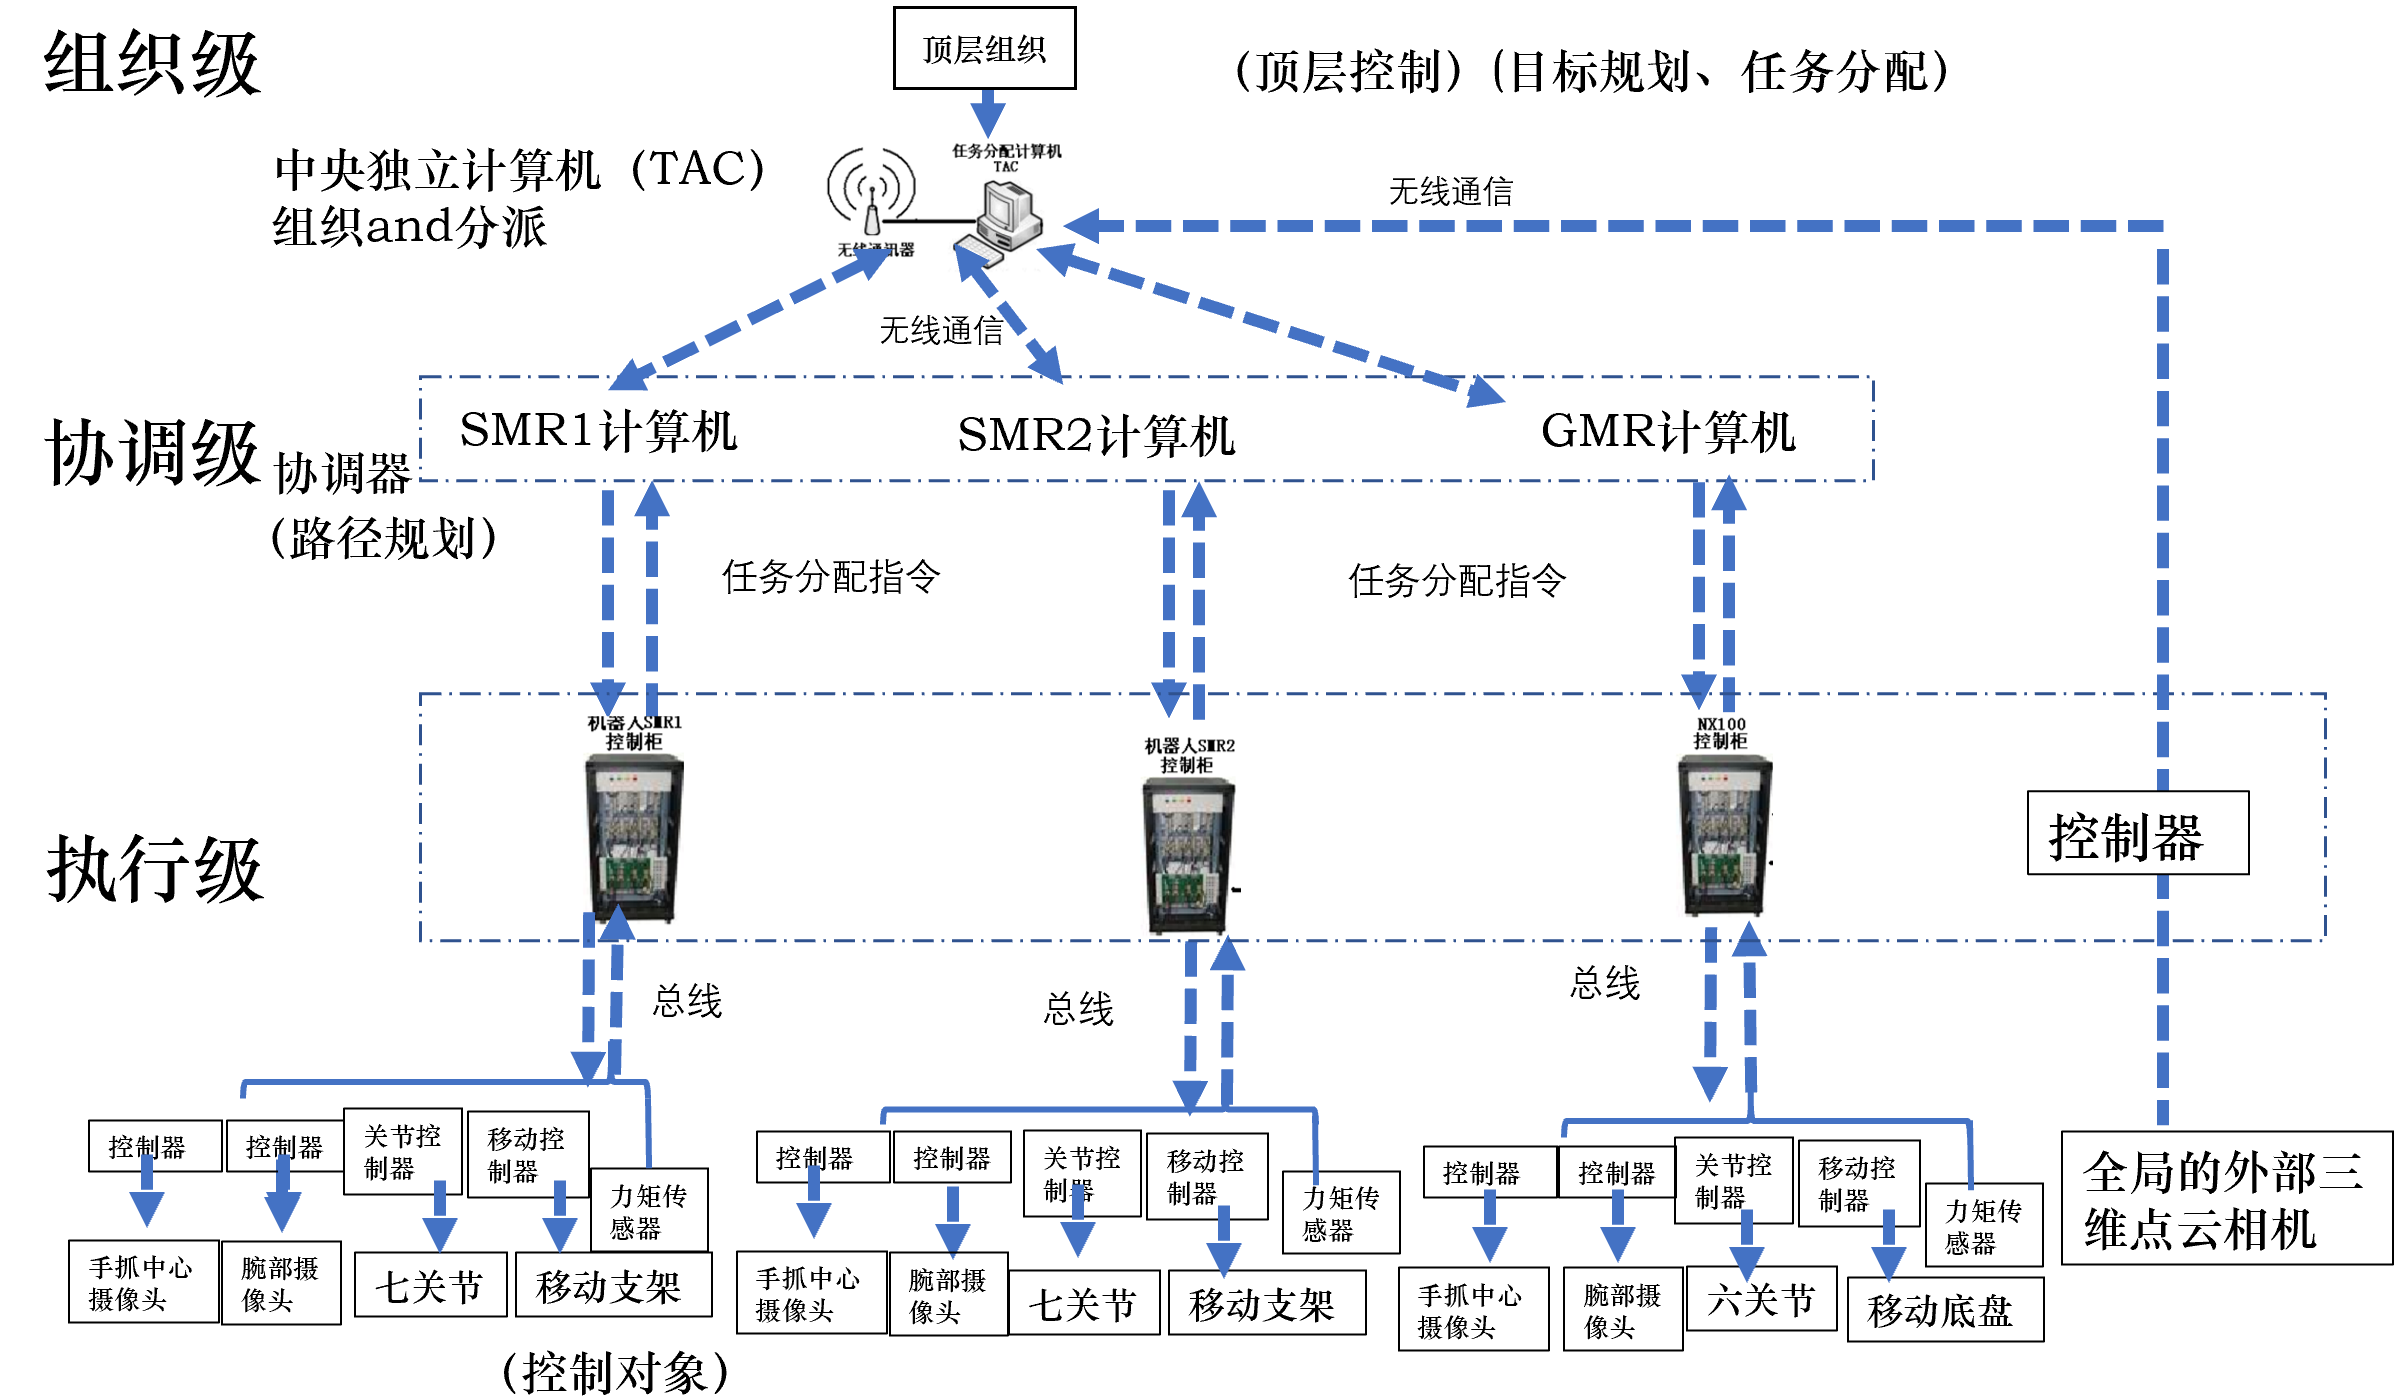 组织级
顶层组织
（顶层控制）（目标规划、任务分配）
中央独立计算机（TAC）
组织and分派
任务分配计算机
TAC
无线通讯器
无线通信
无线通信
协调级
协调器
（路径规划）
SMR1计算机
SMR2计算机
GMR计算机
任务分配指令
任务分配指令
执行级
机器人SMR1
控制柜
机器人SMR2
控制柜
NX100
控制柜
控制器
总线
总线
总线
控制器
控制器
关节控
制器
移动控
制器
力矩传
感器
手抓中心
摄像头
腕部摄
像头
七关节
移动支架
控制器
控制器
关节控
制器
移动控
制器
力矩传
感器
手抓中心
摄像头
腕部摄
像头
七关节
移动支架
控制器
控制器
关节控
制器
移动控
制器
力矩传
感器
手抓中心
摄像头
腕部摄
像头
六关节
移动底盘
全局的外部三
维点云相机
（控制对象）